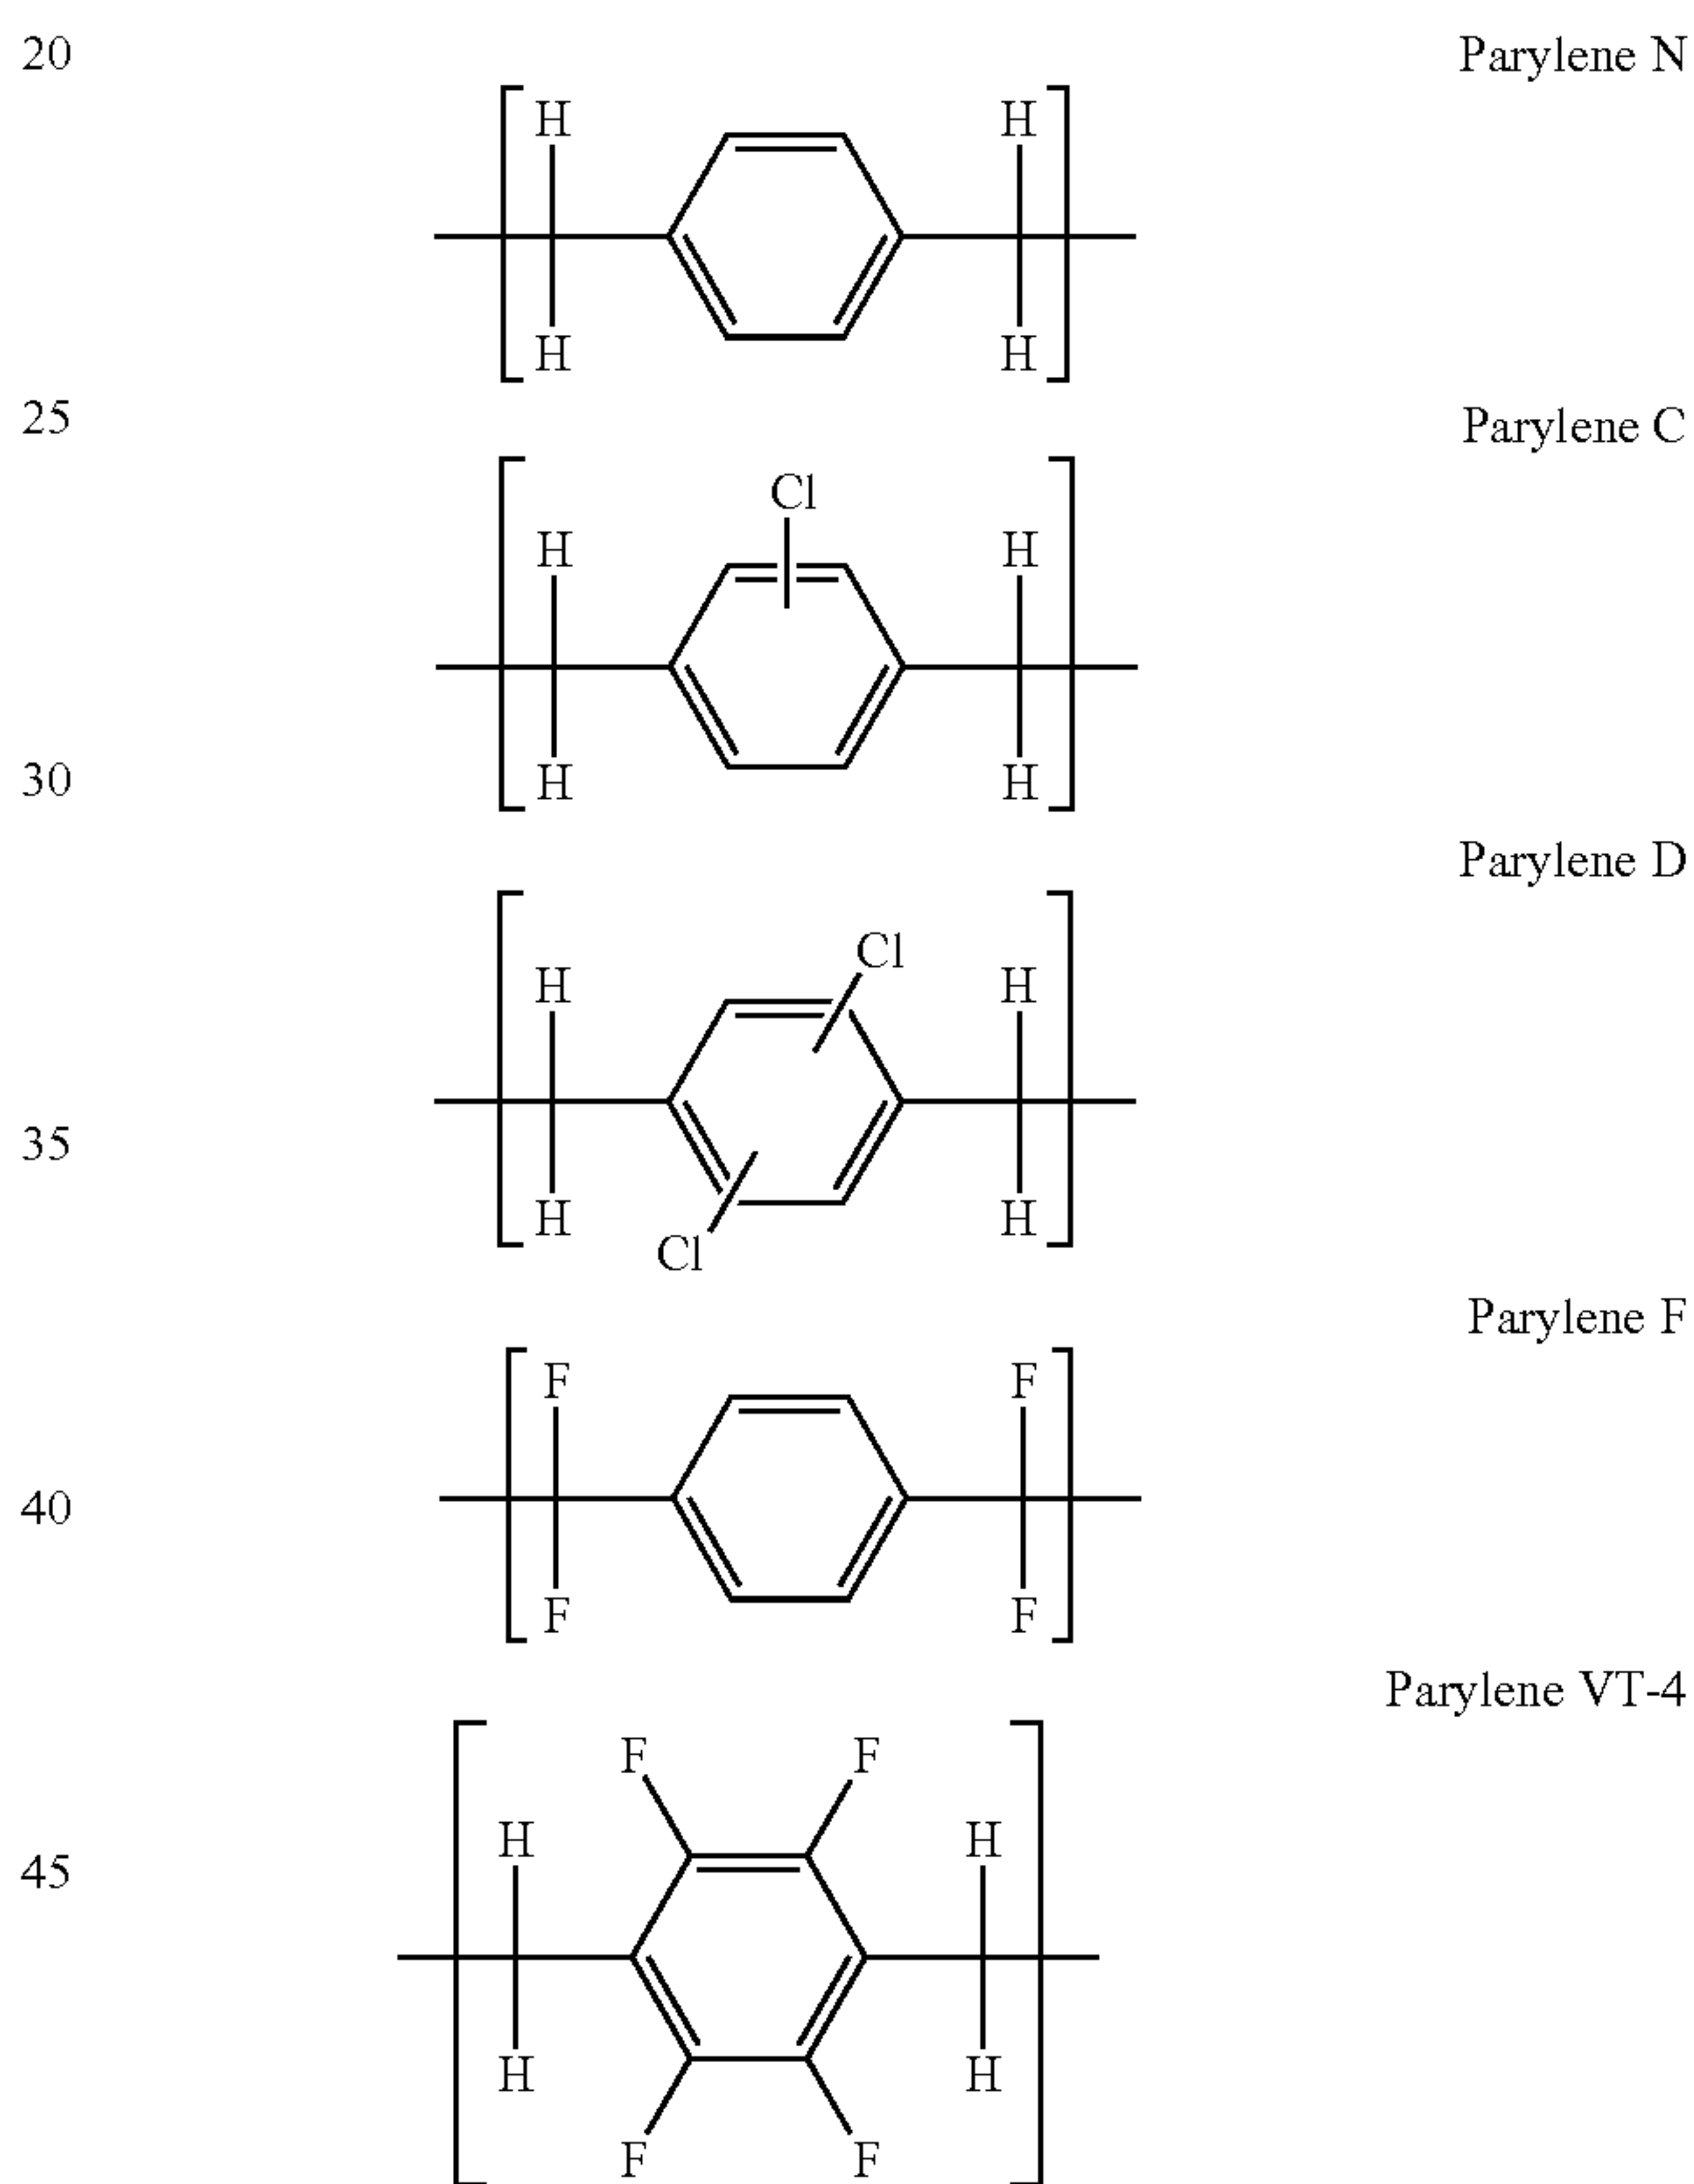 20
Parylene N
H H
H H
25
Parylene C
Cl
H H
30
H H
Parylene D
Cl
H H
35
H H
Cl
Parylene F
F F
40
F F
Parylene VT-4
F F
H H
45
H H
F F